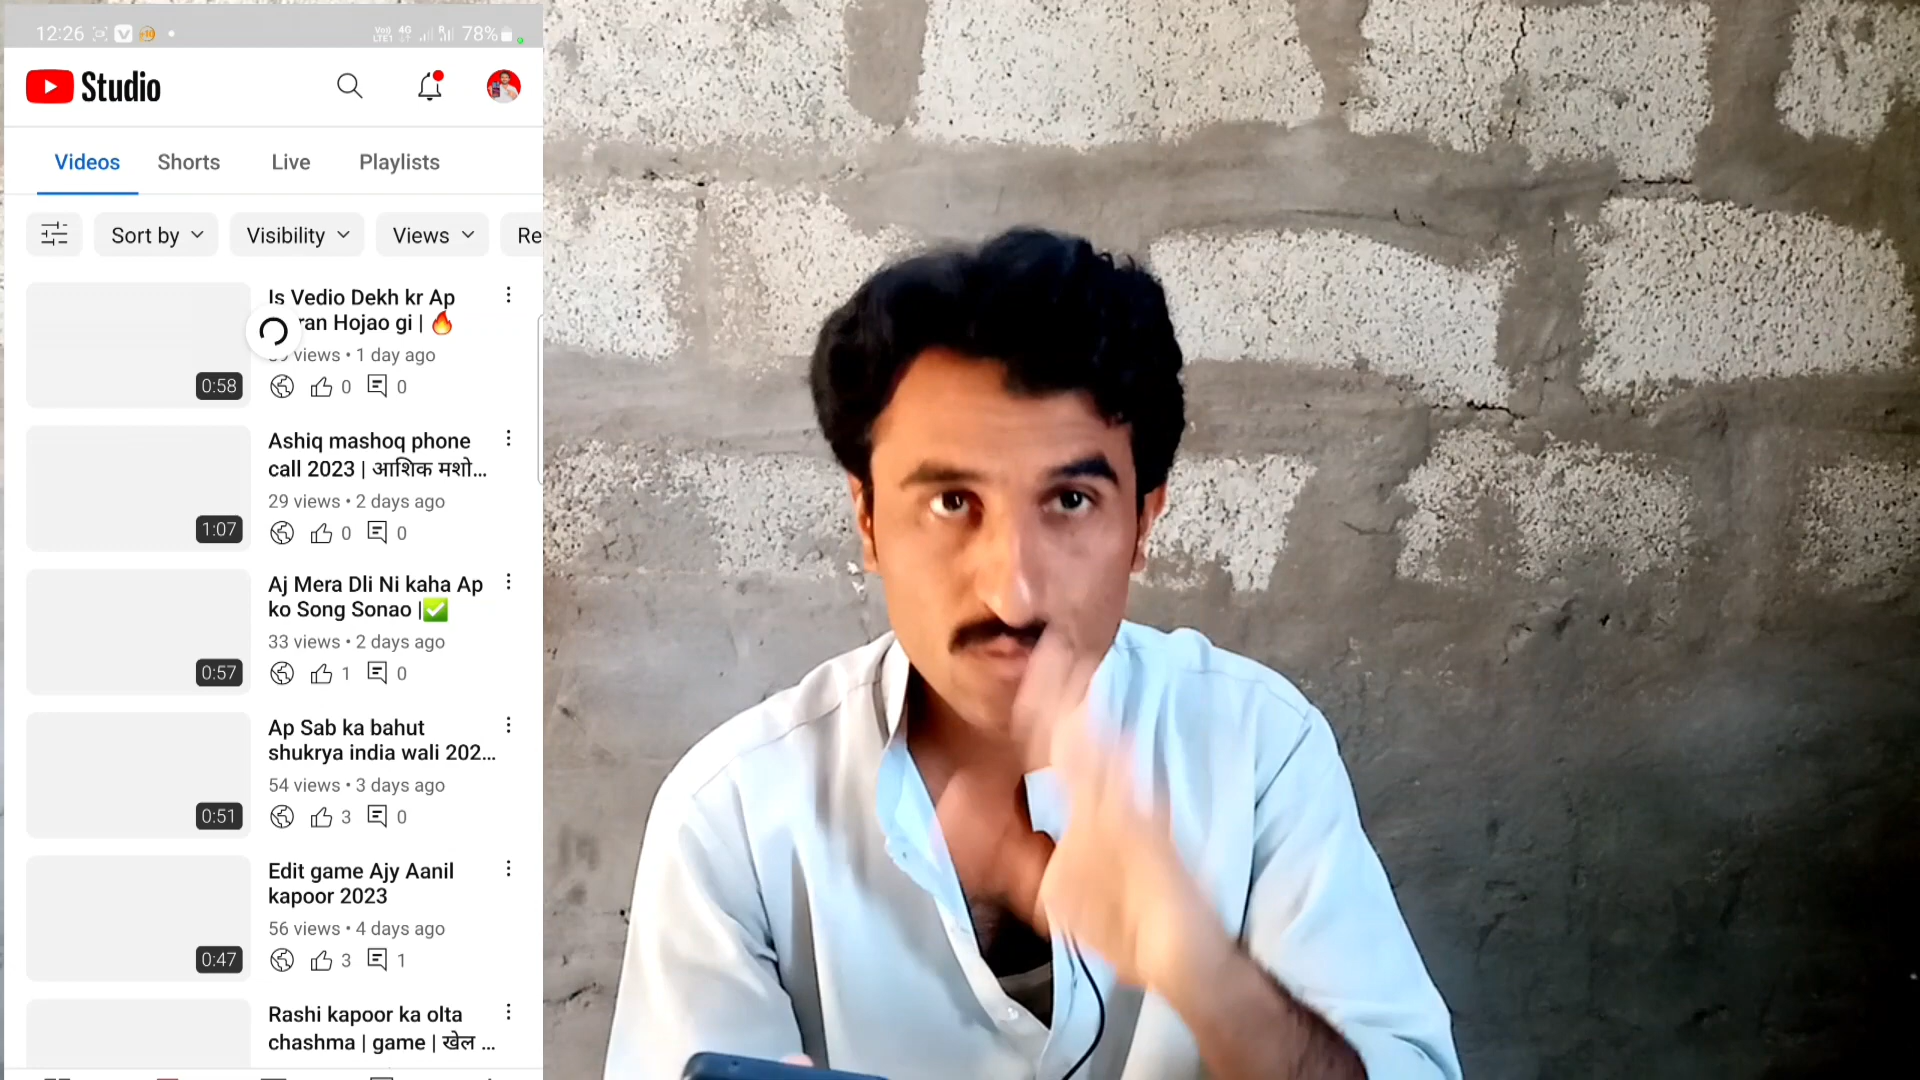 12:26
VoD
LTE1 4G R 78%
Studio
Videos Shorts Live Playlists
Sort by Visibility Views Re
Is Vedio Dekh kr Ap
ran Hojao gi | 🔥
views • 1 day ago
0:58
0 0
Ashiq mashoq phone
call 2023 | आशिक मशो...
29 views • 2 days ago
1:07
0 0
Aj Mera Dli Ni kaha Ap
ko Song Sonao |✅
33 views • 2 days ago
0:57
1 0
Ap Sab ka bahut
shukrya india wali 202...
54 views • 3 days ago
0:51
3 0
Edit game Ajy Aanil
kapoor 2023
56 views • 4 days ago
0:47
3 1
Rashi kapoor ka olta
chashma | game | खेल ...